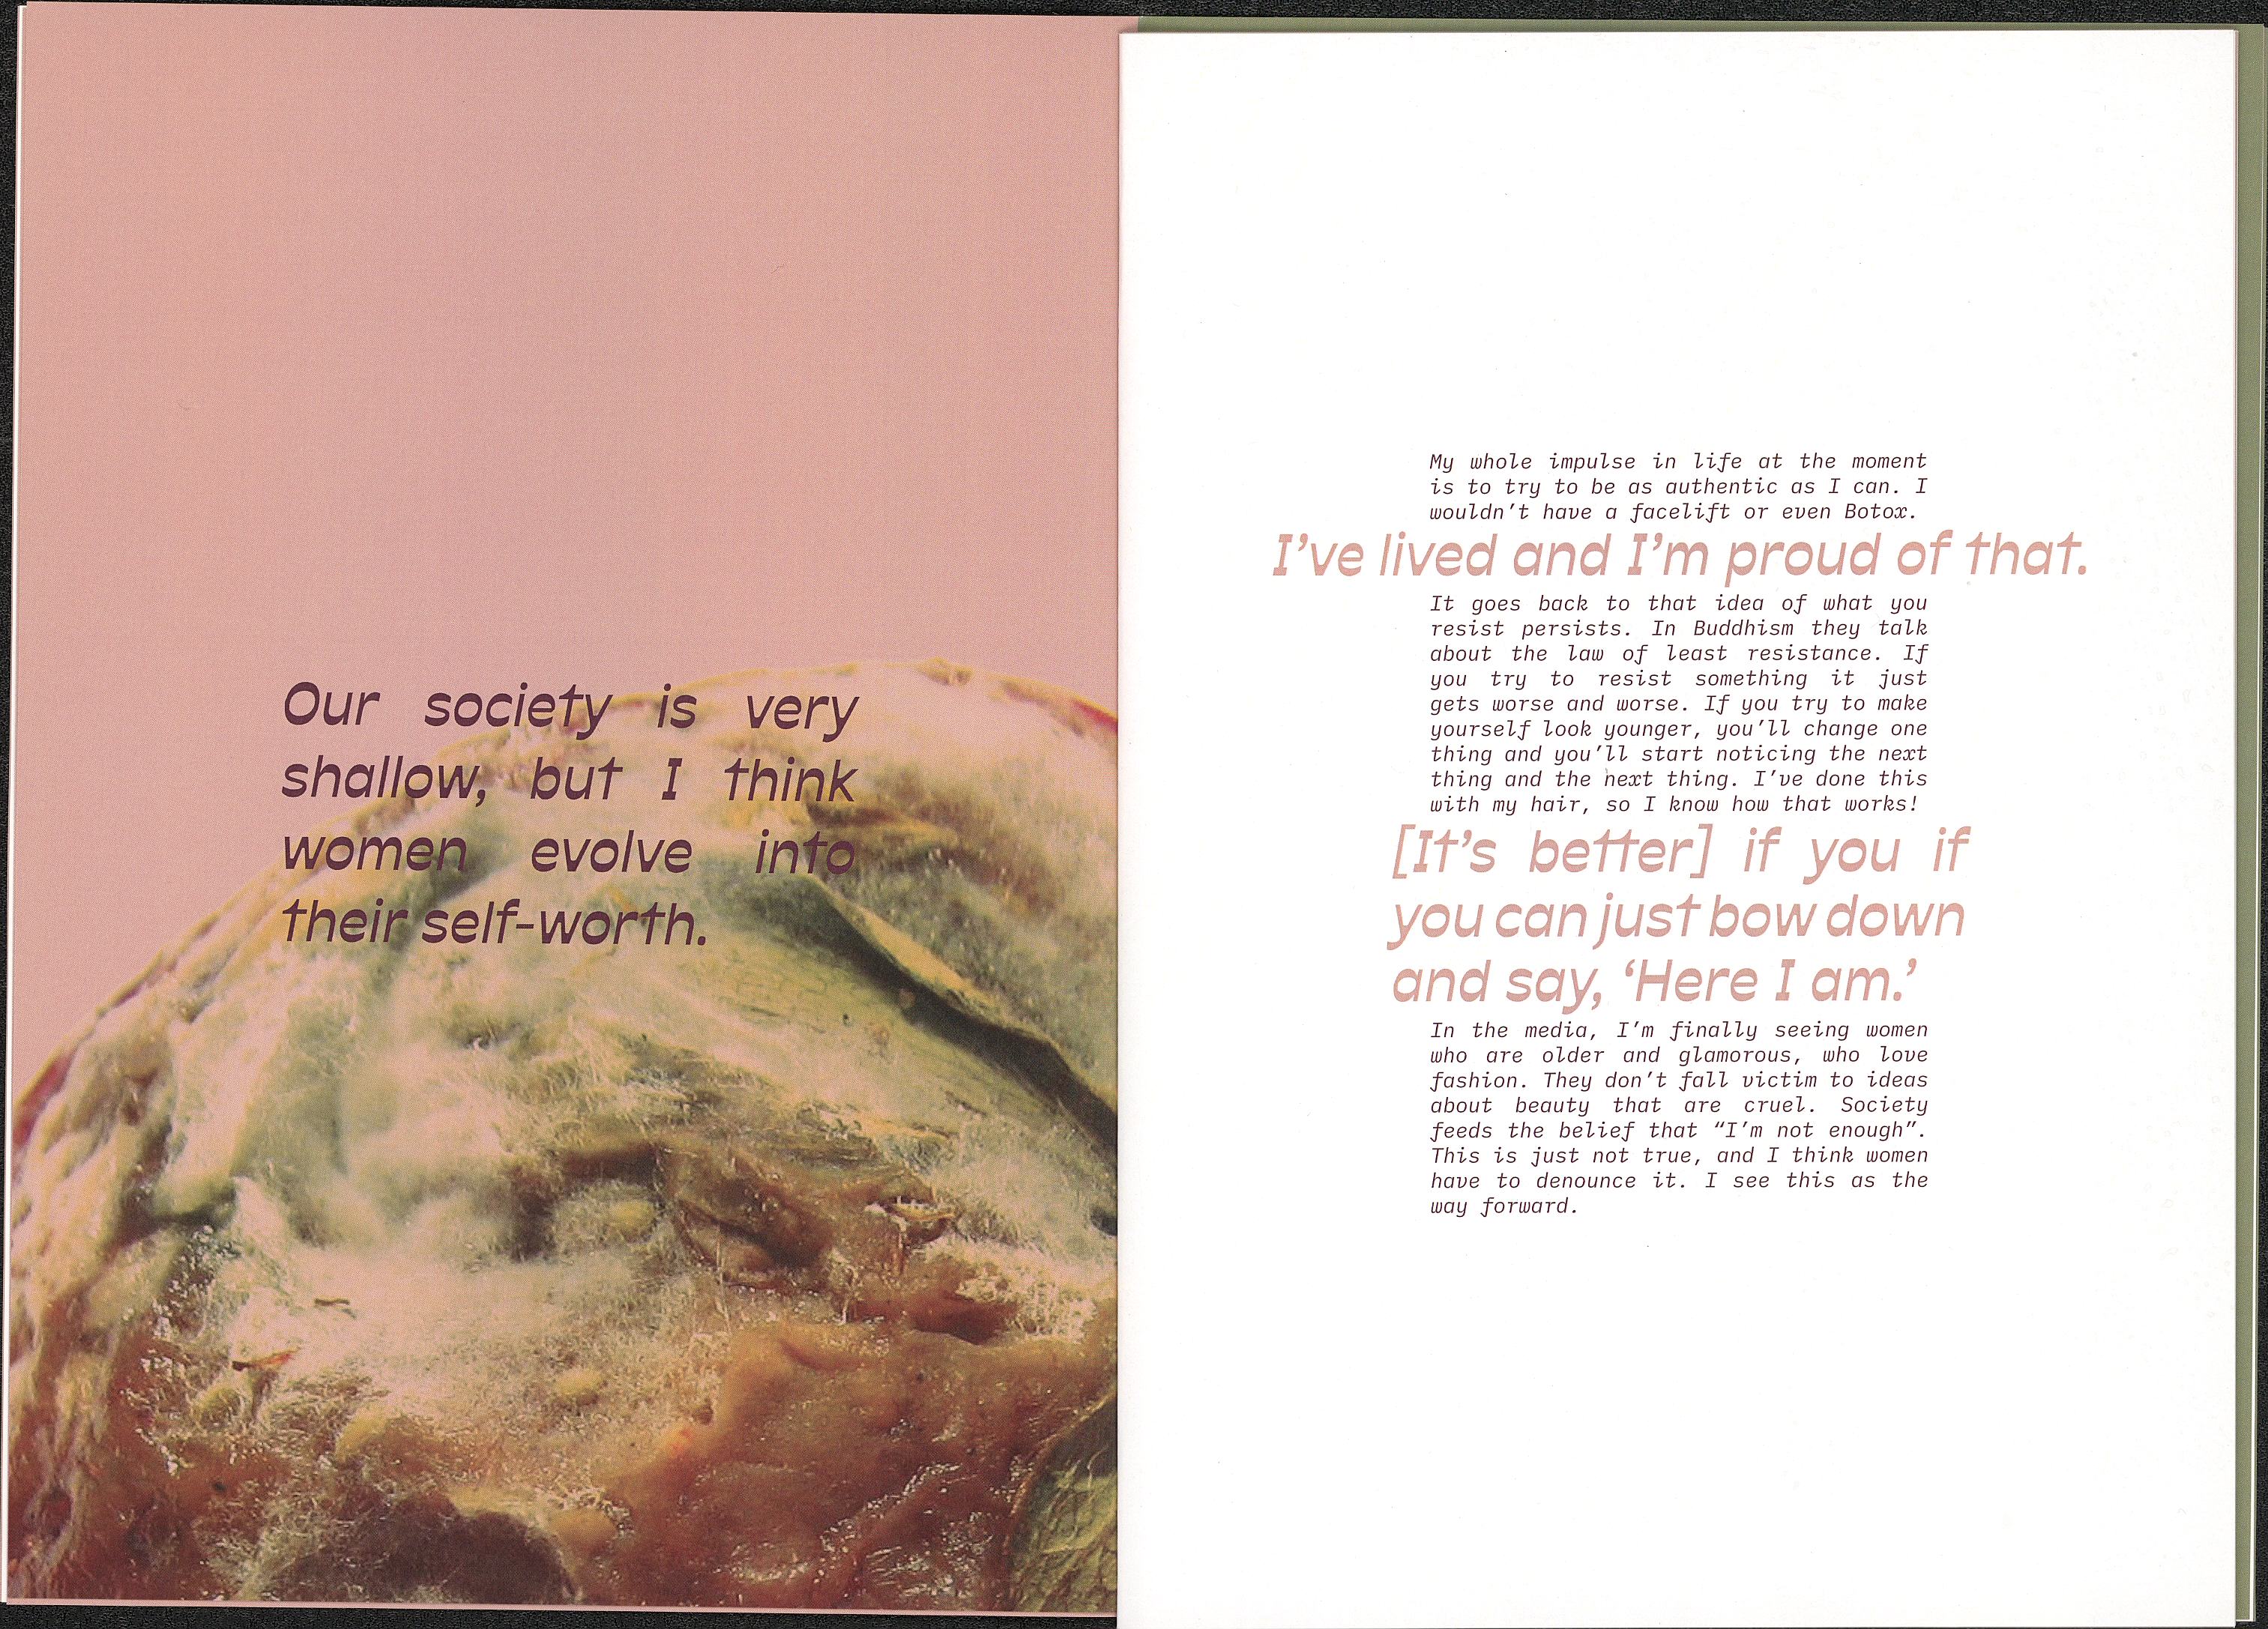 Our society is very
shallow, but I think
women evolve into
their self-worth.
My whole impulse in life at the moment
is to try to be as authentic as I can. I
wouldn't have a facelift or even Botox.
I've lived and I'm proud of that.
It goes back to that idea of what you
resist persists. In Buddhism they talk
about the law of least resistance. If
you try to resist something it just
gets worse and worse. If you try to make
yourself look younger, you'll change one
thing and you'll start noticing the next
thing and the next thing. I've done this
with my hair, so I know how that works!
[It's better] if you if
you can just bow down
and say, 'Here I am.'
In the media, I'm finally seeing women
who are older and glamorous, who love
fashion. They don't fall victim to ideas
about beauty that are cruel. Society
feeds the belief that “I'm not enough”.
This is just not true, and I think women
have to denounce it. I see this as the
way forward.